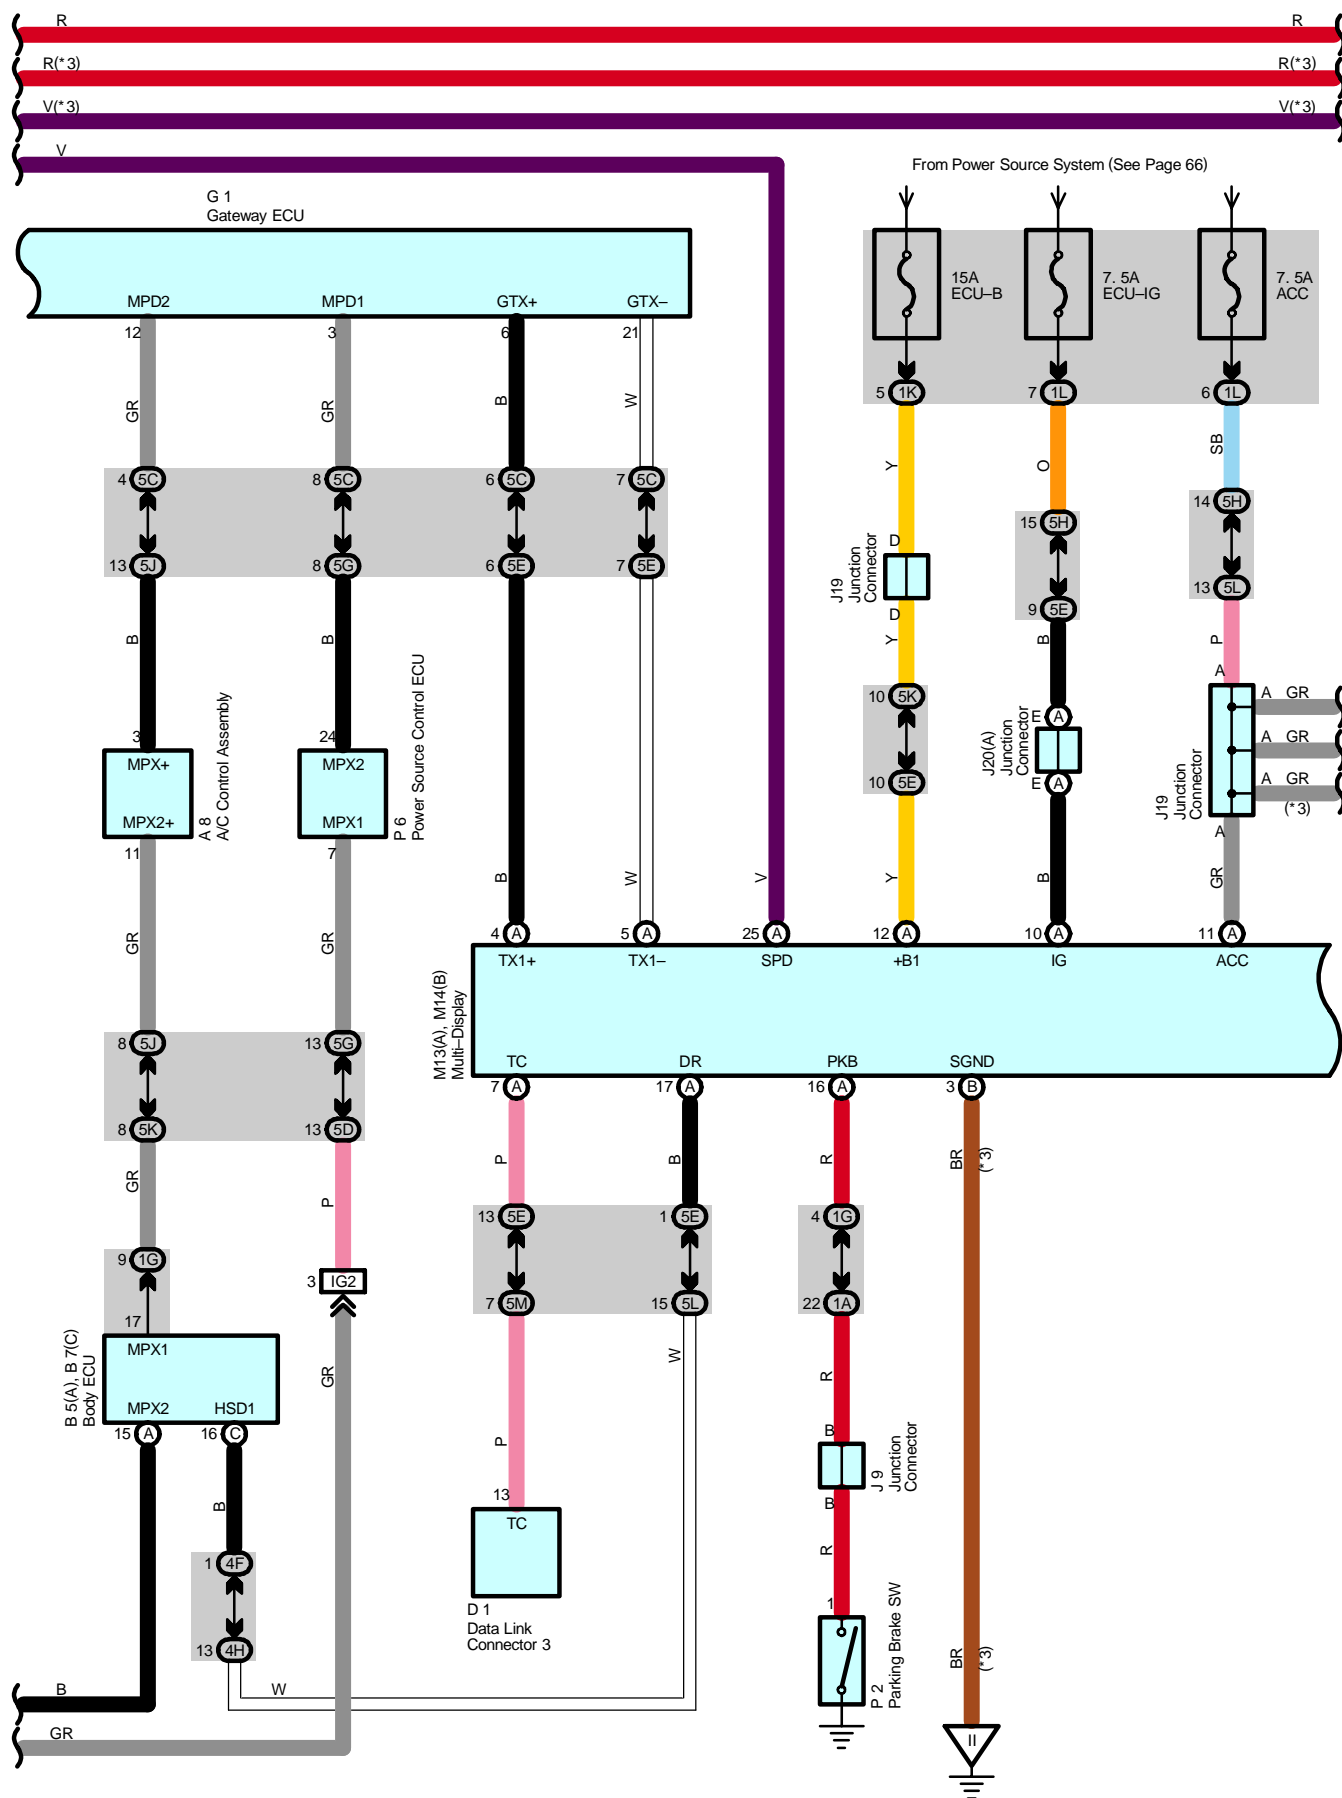 R R
R(*3) R(*3)
V(*3) V(*3)
V
From Power Source System (See Page 66)
G 1
Gateway ECU
MPD2 MPD1 GTX+ GTX–
12 3 6 21
GR GR B W
15A
ECU–B
7. 5A
ECU–IG
7. 5A
ACC
5 1K 7 1L 6 1L
Y O SB
4 5C 8 5C 6 5C 7 5C
13 5J 8 5G 6 5E 7 5E
14 5H
15 5H
13 5L
9 5E
D
J19
Junction
Connector
D
Y B P
B B
10 5K
10 5E
E A
J20(A)
Junction
Connector
E A
A
A GR
A GR
A GR
(*3)
J19
Junction
Connector
A
GR
3 24
MPX+ MPX2
MPX2+ MPX1
A 8
A/C Control Assembly
P 6
Power Source Control ECU
11 7
GR GR
B W V Y B
4 A 5 A 25 A 12 A 10 A 11 A
TX1+ TX1– SPD +B1 IG ACC
M13(A), M14(B)
Multi–Display
TC DR PKB SGND
7 A 17 A 16 A 3 B
8 5J 13 5G
8 5K 13 5D
GR P
P B R BR (*3)
13 5E 1 5E 4 1G
7 5M 15 5L 22 1A
9 1G
3 IG2
17
MPX1
B 5(A), B 7(C)
Body ECU
MPX2 HSD1
15 A 16 C
GR
W
R
P
B
J 9
Junction
Connector
B
R
13
TC
D 1
Data Link
Connector 3
B
1 4F
13 4H
1
P 2
Parking Brake SW
BR (*3)
B W
GR
II